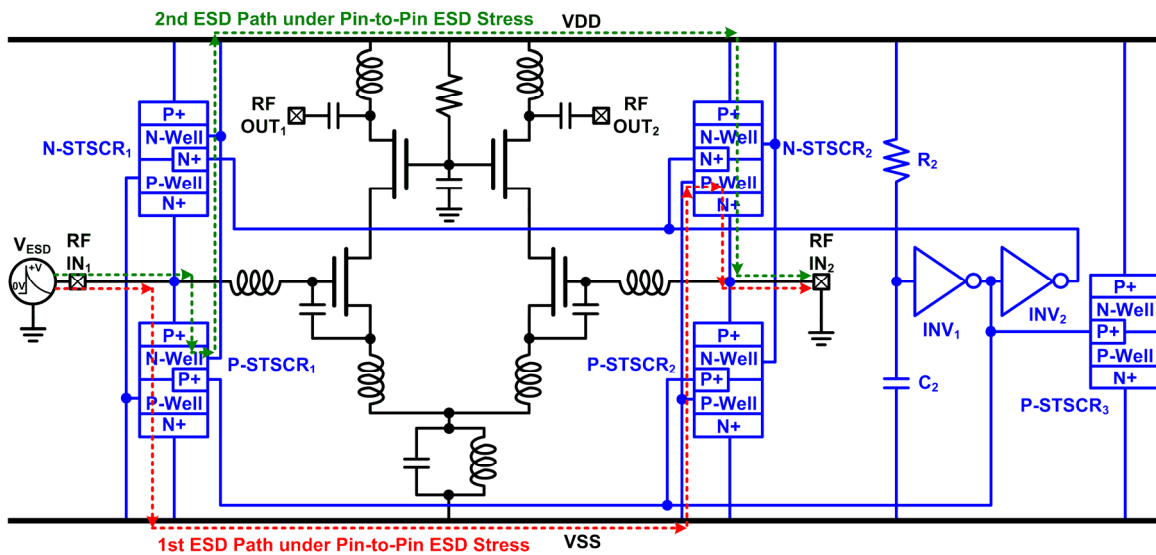 2nd ESD Path under Pin-to-Pin ESD Stress
VDD
RF
OUT₁
RF
OUT₂
P+
N-Well
N+
P-Well
N+
N-STSCR₁
P+
N-Well
N+
P-Well
N+
N-STSCR₂
R₂
V_ESD
+V
0V
RF
IN₁
RF
IN₂
INV₁
INV₂
P+
N-Well
P+
P-Well
N+
P-STSCR₁
P+
N-Well
P+
P-Well
N+
P-STSCR₂
C₂
P+
N-Well
P+
P-Well
N+
P-STSCR₃
1st ESD Path under Pin-to-Pin ESD Stress
VSS